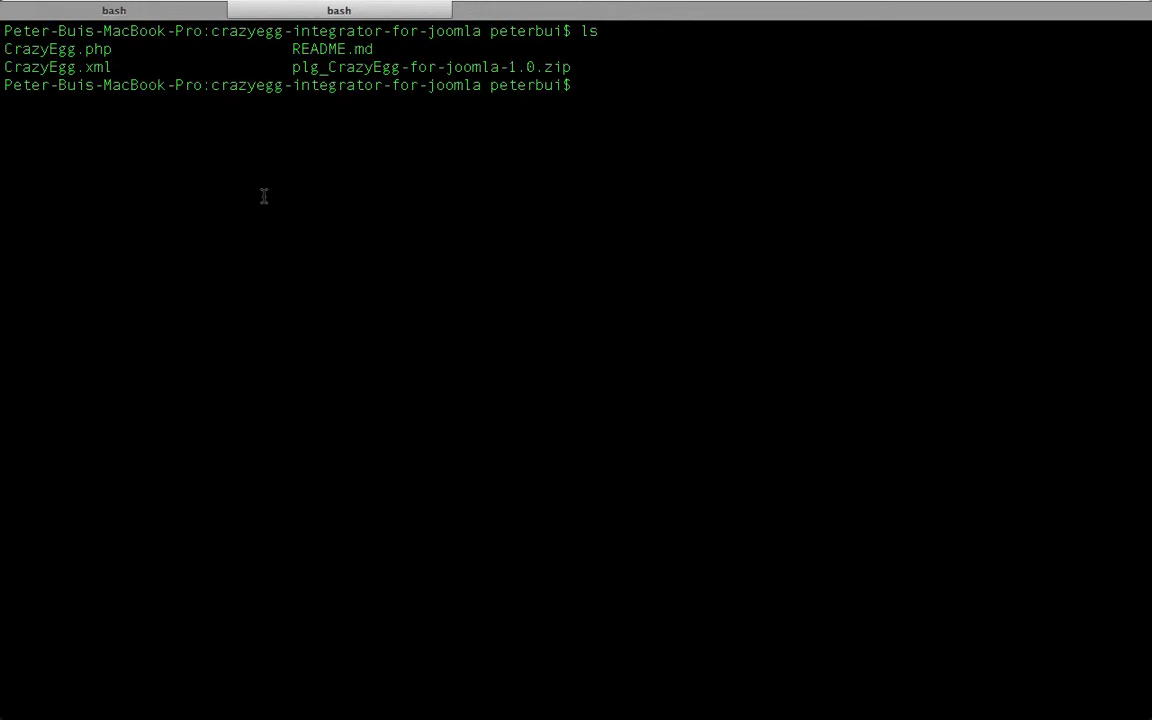 bash bash
Peter-Buis-MacBook-Pro:crazyegg-integrator-for-joomla peterbui$ ls
CrazyEgg.php README.md
CrazyEgg.xml plg_CrazyEgg-for-joomla-1.0.zip
Peter-Buis-MacBook-Pro:crazyegg-integrator-for-joomla peterbui$